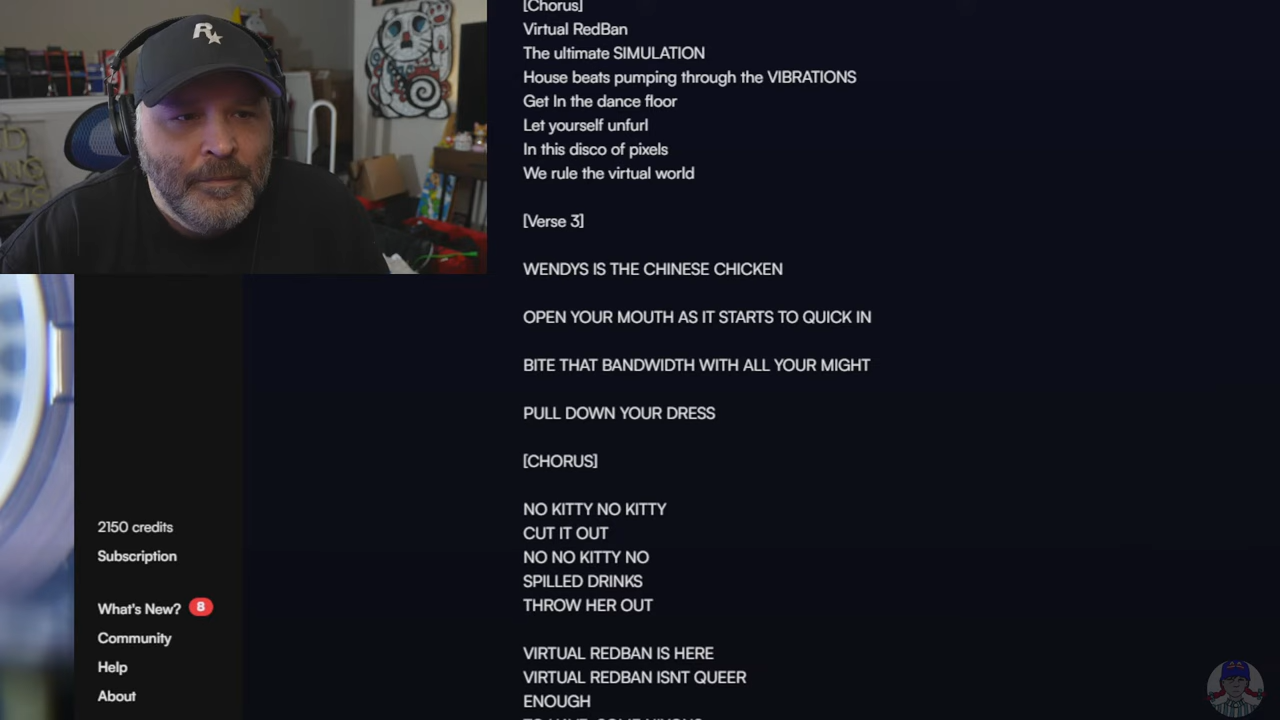 [Chorus]
Virtual RedBan
The ultimate SIMULATION
House beats pumping through the VIBRATIONS
Get In the dance floor
Let yourself unfurl
In this disco of pixels
We rule the virtual world
[Verse 3]
WENDYS IS THE CHINESE CHICKEN
OPEN YOUR MOUTH AS IT STARTS TO QUICK IN
BITE THAT BANDWIDTH WITH ALL YOUR MIGHT
PULL DOWN YOUR DRESS
[CHORUS]
NO KITTY NO KITTY
CUT IT OUT
NO NO KITTY NO
SPILLED DRINKS
THROW HER OUT
VIRTUAL REDBAN IS HERE
VIRTUAL REDBAN ISNT QUEER
ENOUGH
R
2150 credits
Subscription
What's New? 8
Community
Help
About